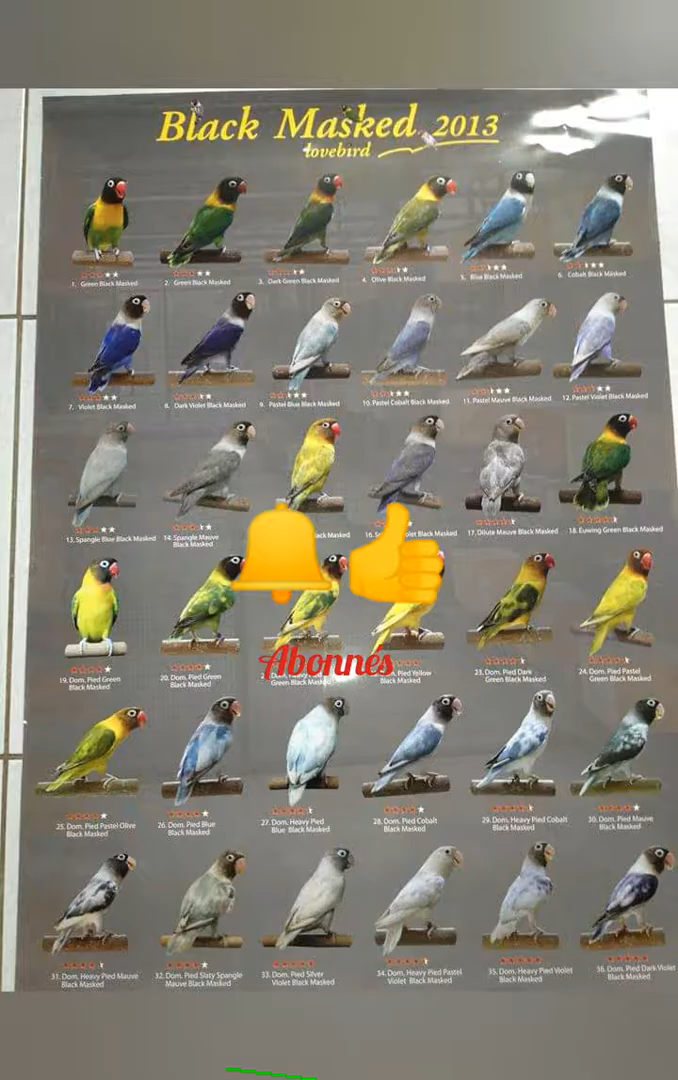 Black Masked 2013
lovebird
1. Green Black Masked
2. Green Black Masked
3. Dark Green Black Masked
4. Olive Black Masked
5. Blue Black Masked
6. Cobalt Black Masked
7. Violet Black Masked
8. Dark Violet Black Masked
9. Pastel Blue Black Masked
10. Pastel Cobalt Black Masked
11. Pastel Mauve Black Masked
12. Pastel Violet Black Masked
13. Spangle Blue Black Masked
14. Spangle Mauve
Black Masked
ack Masked
16. S
olet Black Masked
17. Dilute Mauve Black Masked
18. Euwing Green Black Masked
19. Dom. Pied Green
Black Masked
20. Dom. Pied Green
Black Masked
Green Black Masked
Pied Yellow
Black Masked
Abonnés
23. Dom. Pied Dark
Green Black Masked
24. Dom. Pied Pastel
Green Black Masked
25. Dom. Pied Pastel Olive
Black Masked
26. Dom. Pied Blue
Black Masked
27. Dom. Heavy Pied
Blue Black Masked
28. Dom. Pied Cobalt
Black Masked
29. Dom. Heavy Pied Cobalt
Black Masked
30. Dom. Pied Mauve
Black Masked
31. Dom. Heavy Pied Mauve
Black Masked
32. Dom. Pied Slaty Spangle
Mauve Black Masked
33. Dom. Pied Silver
Violet Black Masked
34. Dom. Heavy Pied Pastel
Violet Black Masked
35. Dom. Heavy Pied Violet
Black Masked
36. Dom. Pied Dark Violet
Black Masked